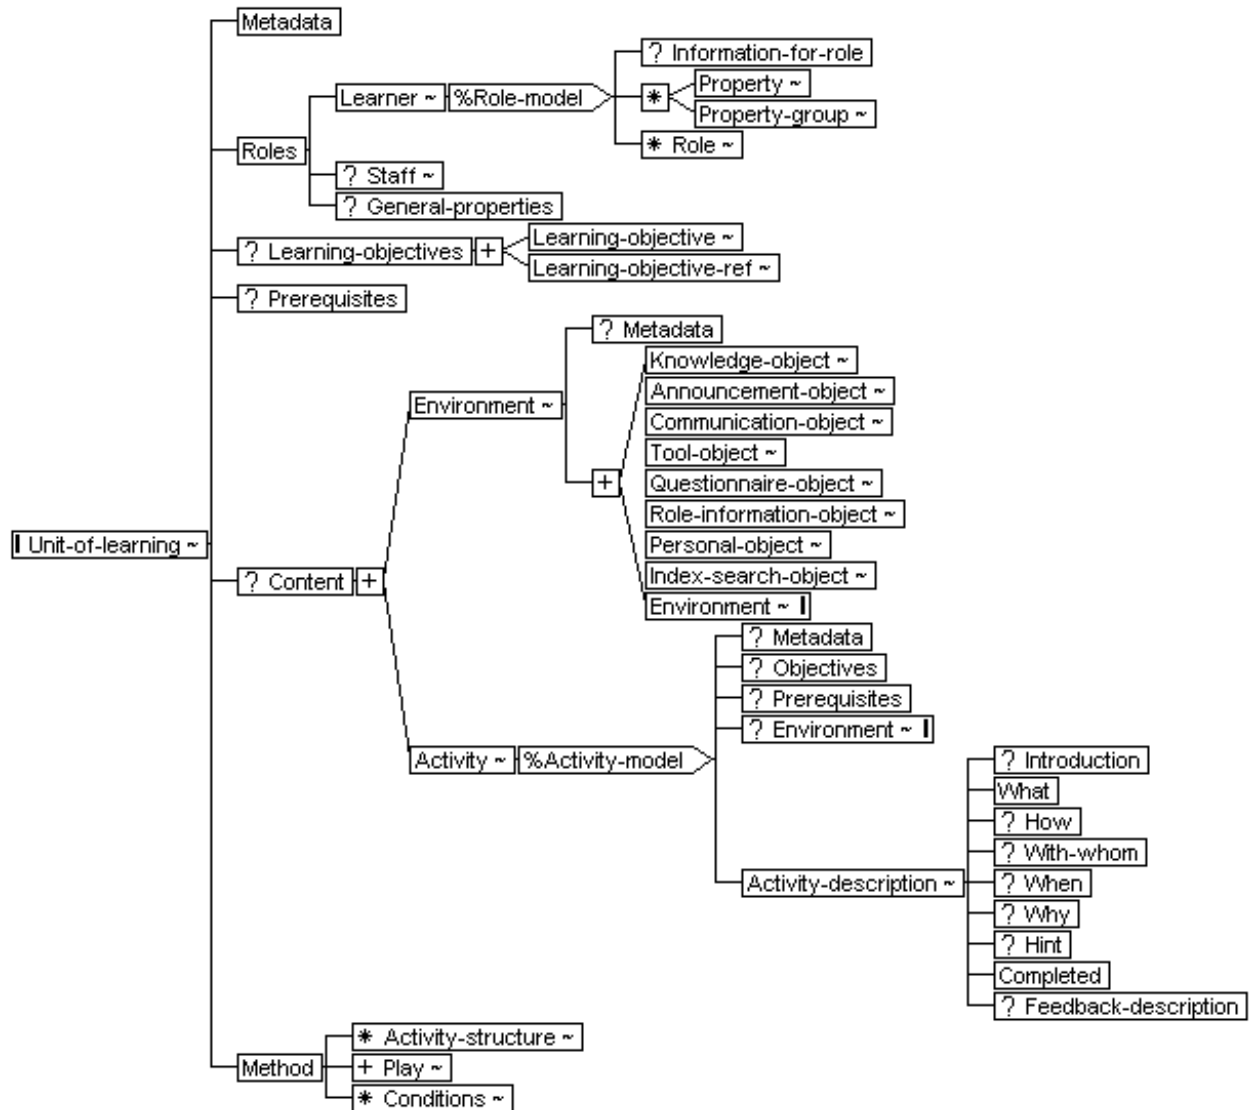 Metadata
? Information-for-role
Learner ~ %Role-model
* Property ~
Property-group ~
* Role ~
Roles
? Staff ~
? General-properties
? Learning-objectives + Learning-objective ~
Learning-objective-ref ~
? Prerequisites
? Metadata
Knowledge-object ~
Announcement-object ~
Environment ~
Communication-object ~
Tool-object ~
+ Questionnaire-object ~
Role-information-object ~
Personal-object ~
Index-search-object ~
Environment ~
Unit-of-learning ~
? Content +
? Metadata
? Objectives
? Prerequisites
? Environment ~
Activity ~ %Activity-model
? Introduction
What
? How
? With-whom
Activity-description ~ ? When
? Why
? Hint
Completed
? Feedback-description
* Activity-structure ~
Method + Play ~
* Conditions ~